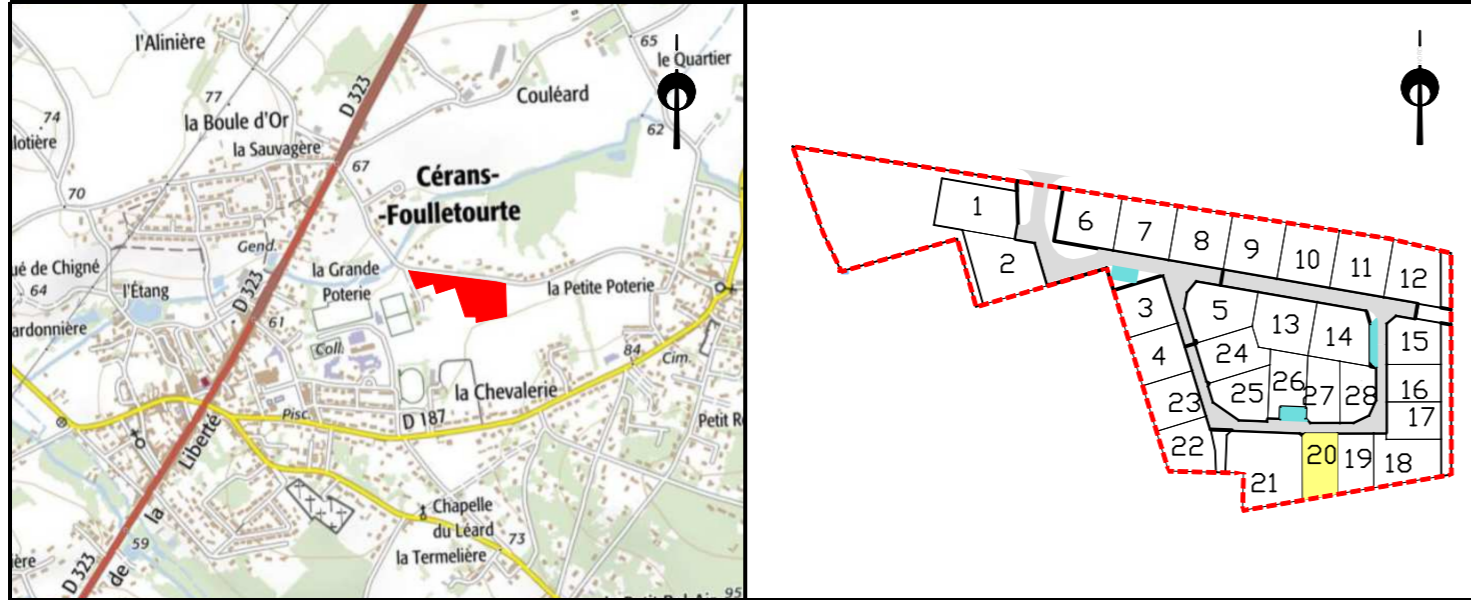 l'Alinière
65
le Quartier
D 323
77
Couléard
74
la Boule d'Or
62
lotière
la Sauvagère
67
Cérans-
-Foulletourte
70
Gend.
ué de Chigné
la Grande
Poterie
64
l'Étang
D 323
la Petite Poterie
ardonnière
61
Coll.
84
Cim.
la Chevalerie
Pisc.
D 187
Petit R
Liberté
la
de
Chapelle
du Léard
59
73
ière
D 323
la Termelière
95
1
6
7
2
8
9
10
11
12
3
5
13
14
15
4
24
26
16
25
27
28
23
17
22
20
19
18
21